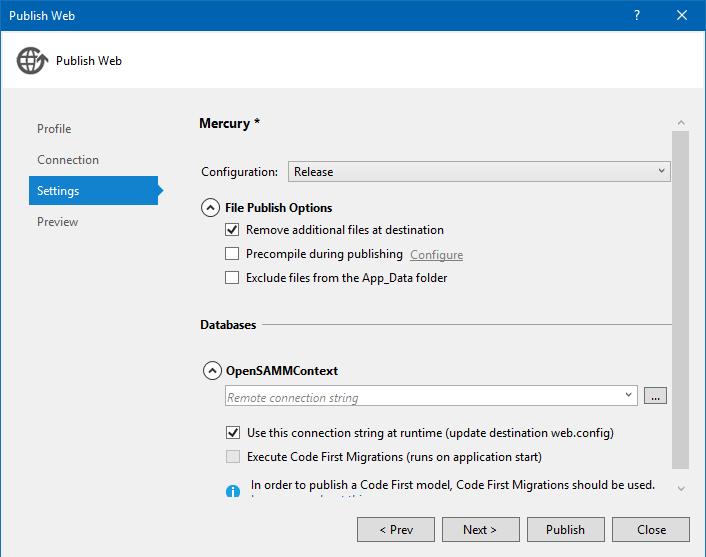 Publish Web
?
Publish Web
Profile
Connection
Settings
Preview
Mercury *
Configuration: Release
File Publish Options
Remove additional files at destination
Precompile during publishing Configure
Exclude files from the App_Data folder
Databases
OpenSAMMContext
Remote connection string
...
Use this connection string at runtime (update destination web.config)
Execute Code First Migrations (runs on application start)
In order to publish a Code First model, Code First Migrations should be used.
< Prev
Next >
Publish
Close